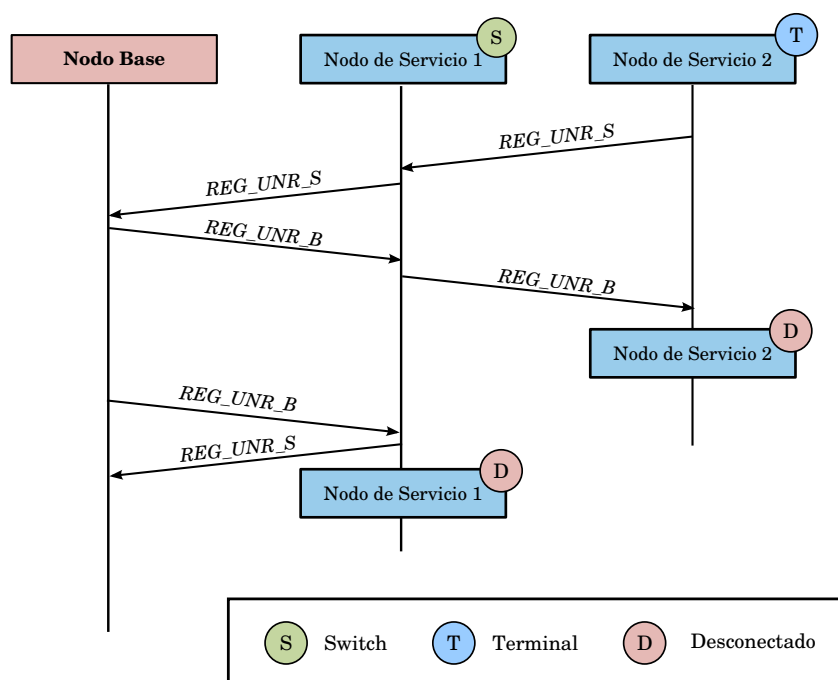 S
T
Nodo Base
Nodo de Servicio 1
Nodo de Servicio 2
REG_UNR_S
REG_UNR_S
REG_UNR_B
REG_UNR_B
D
Nodo de Servicio 2
REG_UNR_B
REG_UNR_S
D
Nodo de Servicio 1
S Switch
T Terminal
D Desconectado